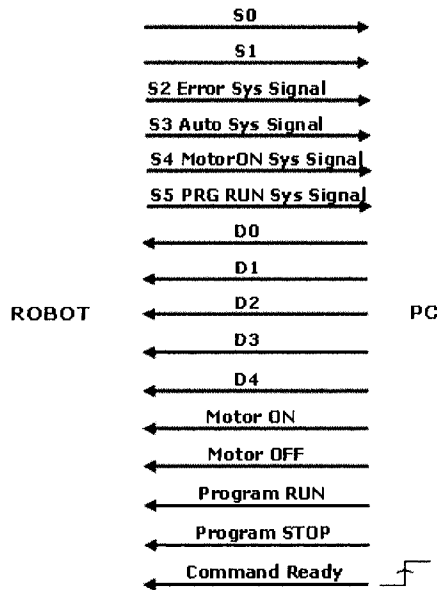 S0
S1
S2 Error Sys Signal
S3 Auto Sys Signal
S4 MotorON Sys Signal
S5 PRG RUN Sys Signal
D0
D1
ROBOT D2 PC
D3
D4
Motor ON
Motor OFF
Program RUN
Program STOP
Command Ready